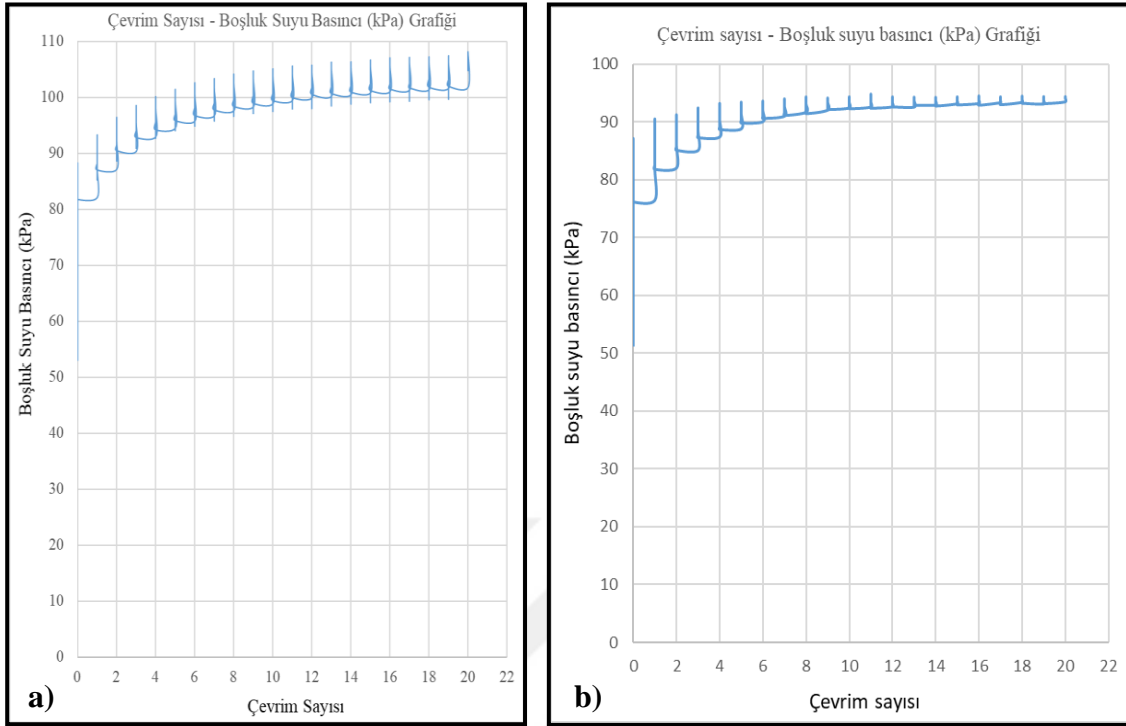 Çevrim Sayısı - Boşluk Suyu Basıncı (kPa) Grafiği
110
100
90
80
70
60
50
40
30
20
10
0
Boşluk Suyu Basıncı (kPa)
0 2 4 6 8 10 12 14 16 18 20 22
Çevrim Sayısı
a)
Çevrim sayısı - Boşluk suyu basıncı (kPa) Grafiği
100
90
80
70
60
50
40
30
20
10
0
Boşluk suyu basıncı (kPa)
0 2 4 6 8 10 12 14 16 18 20 22
Çevrim sayısı
b)